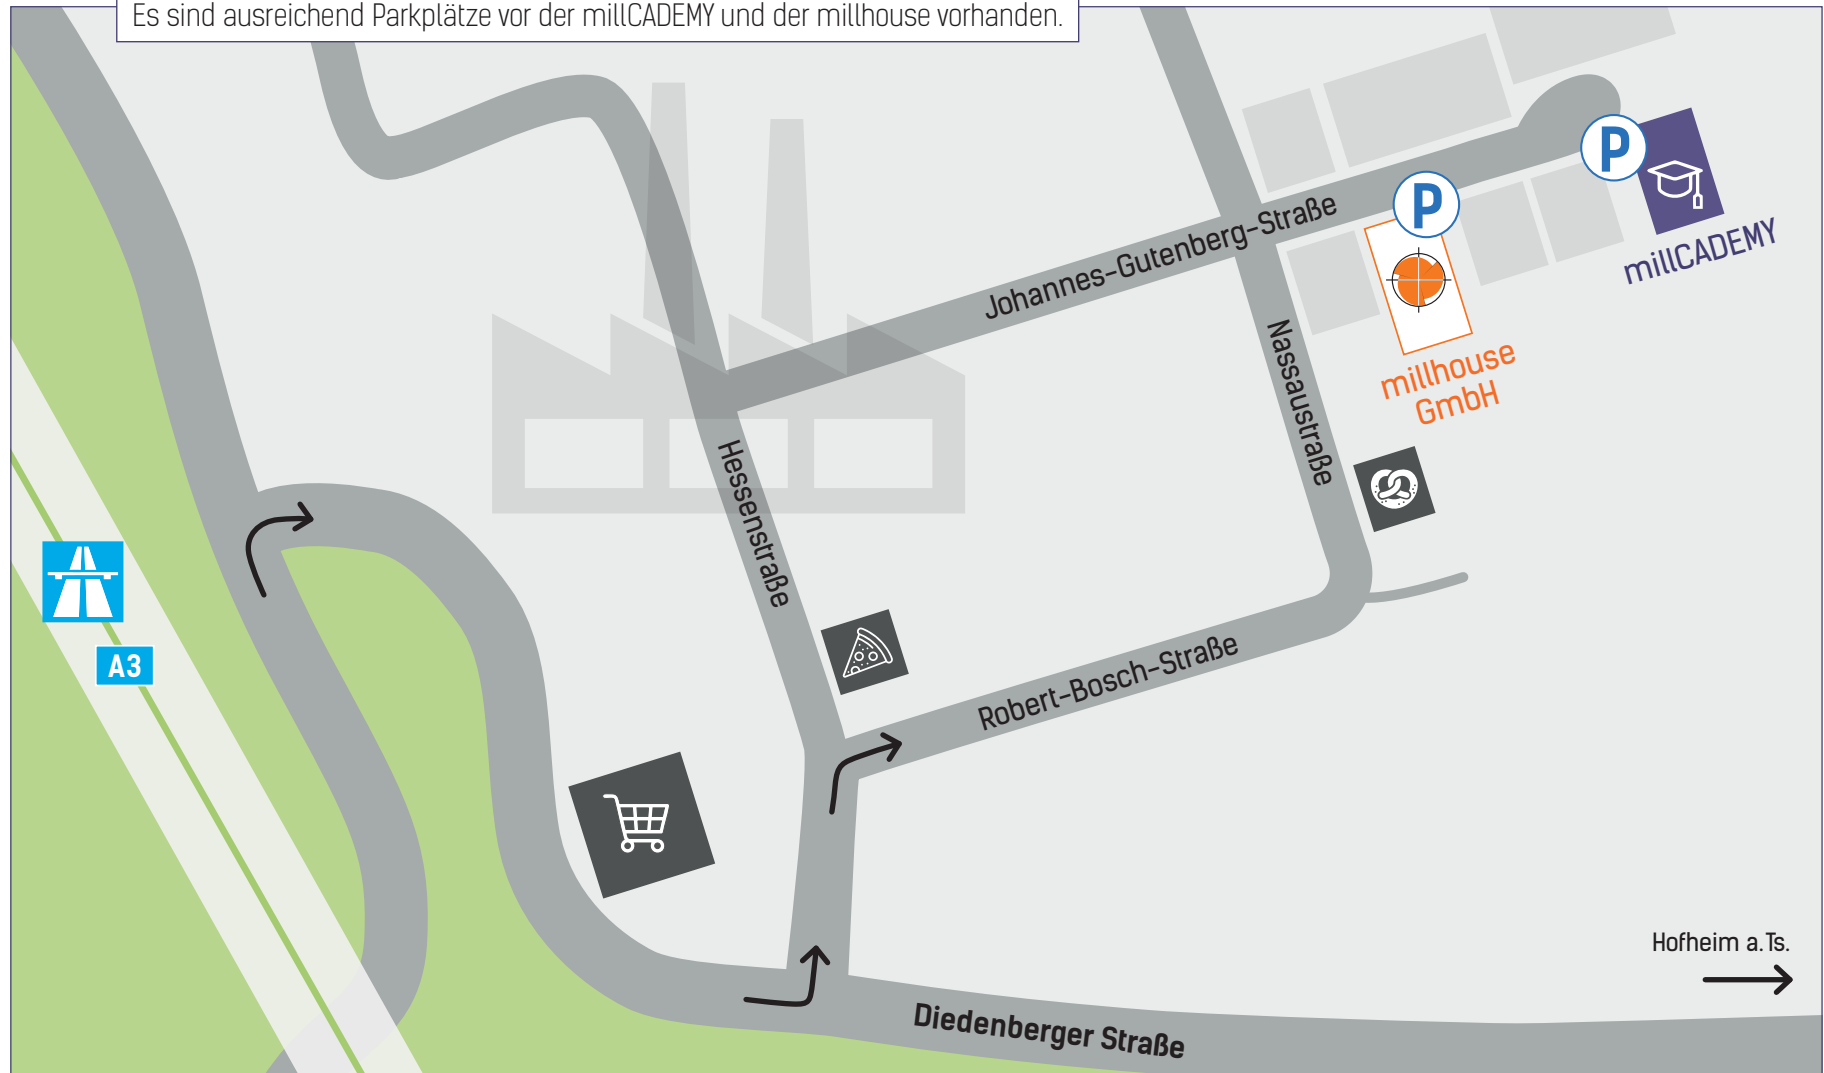 Es sind ausreichend Parkplätze vor der millCADEMY und der millhouse vorhanden.
P
P
millCADEMY
Johannes-Gutenberg-Straße
millhouse
GmbH
Nassaustraße
Hessenstraße
A3
Robert-Bosch-Straße
Hofheim a.Ts.
Diedenberger Straße